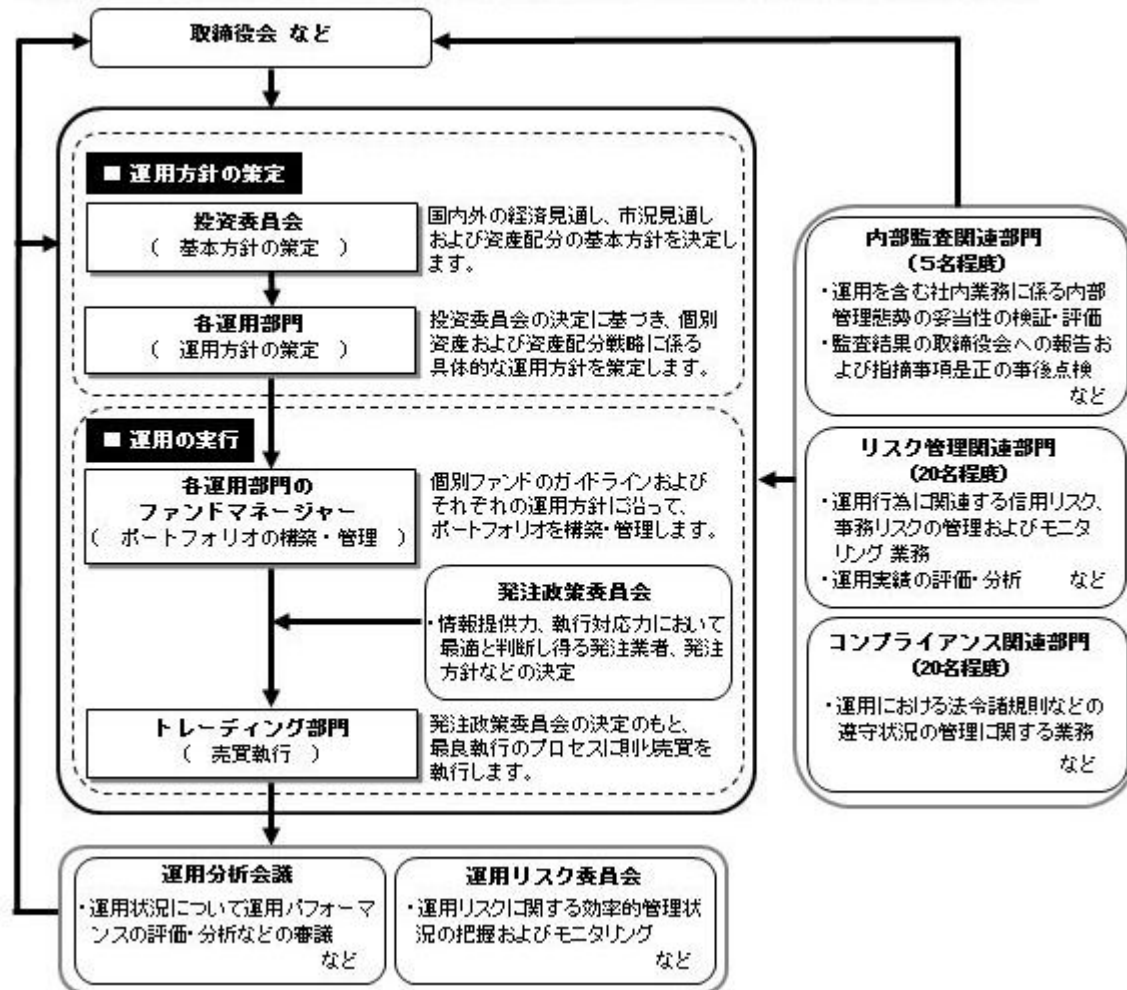 取締役会 など
■ 運用方針の策定
投資委員会
( 基本方針の策定 )
国内外の経済見通し、市況見通し
および資産配分の基本方針を決定し
ます。
各運用部門
( 運用方針の策定 )
投資委員会の決定に基づき、個別
資産および資産配分戦略に係る
具体的な運用方針を策定します。
■ 運用の実行
各運用部門の
ファンドマネージャー
( ポートフォリオの構築・管理 )
個別ファンドのガイドラインおよび
それぞれの運用方針に沿って、
ポートフォリオを構築・管理します。
発注政策委員会
・情報提供力、執行対応力において
最適と判断し得る発注業者、発注
方針などの決定
トレーディング部門
( 売買執行 )
発注政策委員会の決定のもと、
最良執行のプロセスに則り売買を
執行します。
運用分析会議
・運用状況について運用パフォーマ
ンスの評価・分析などの審議
など
運用リスク委員会
・運用リスクに関する効率的管理状
況の把握およびモニタリング
など
内部監査関連部門
(5名程度)
・運用を含む社内業務に係る内部
管理態勢の妥当性の検証・評価
・監査結果の取締役会への報告お
よび指摘事項是正の事後点検
など
リスク管理関連部門
(20名程度)
・運用行為に関連する信用リスク、
事務リスクの管理およびモニタ
リング 業務
・運用実績の評価・分析 など
コンプライアンス関連部門
(20名程度)
・運用における法令諸規則などの
遵守状況の管理に関する業務
など